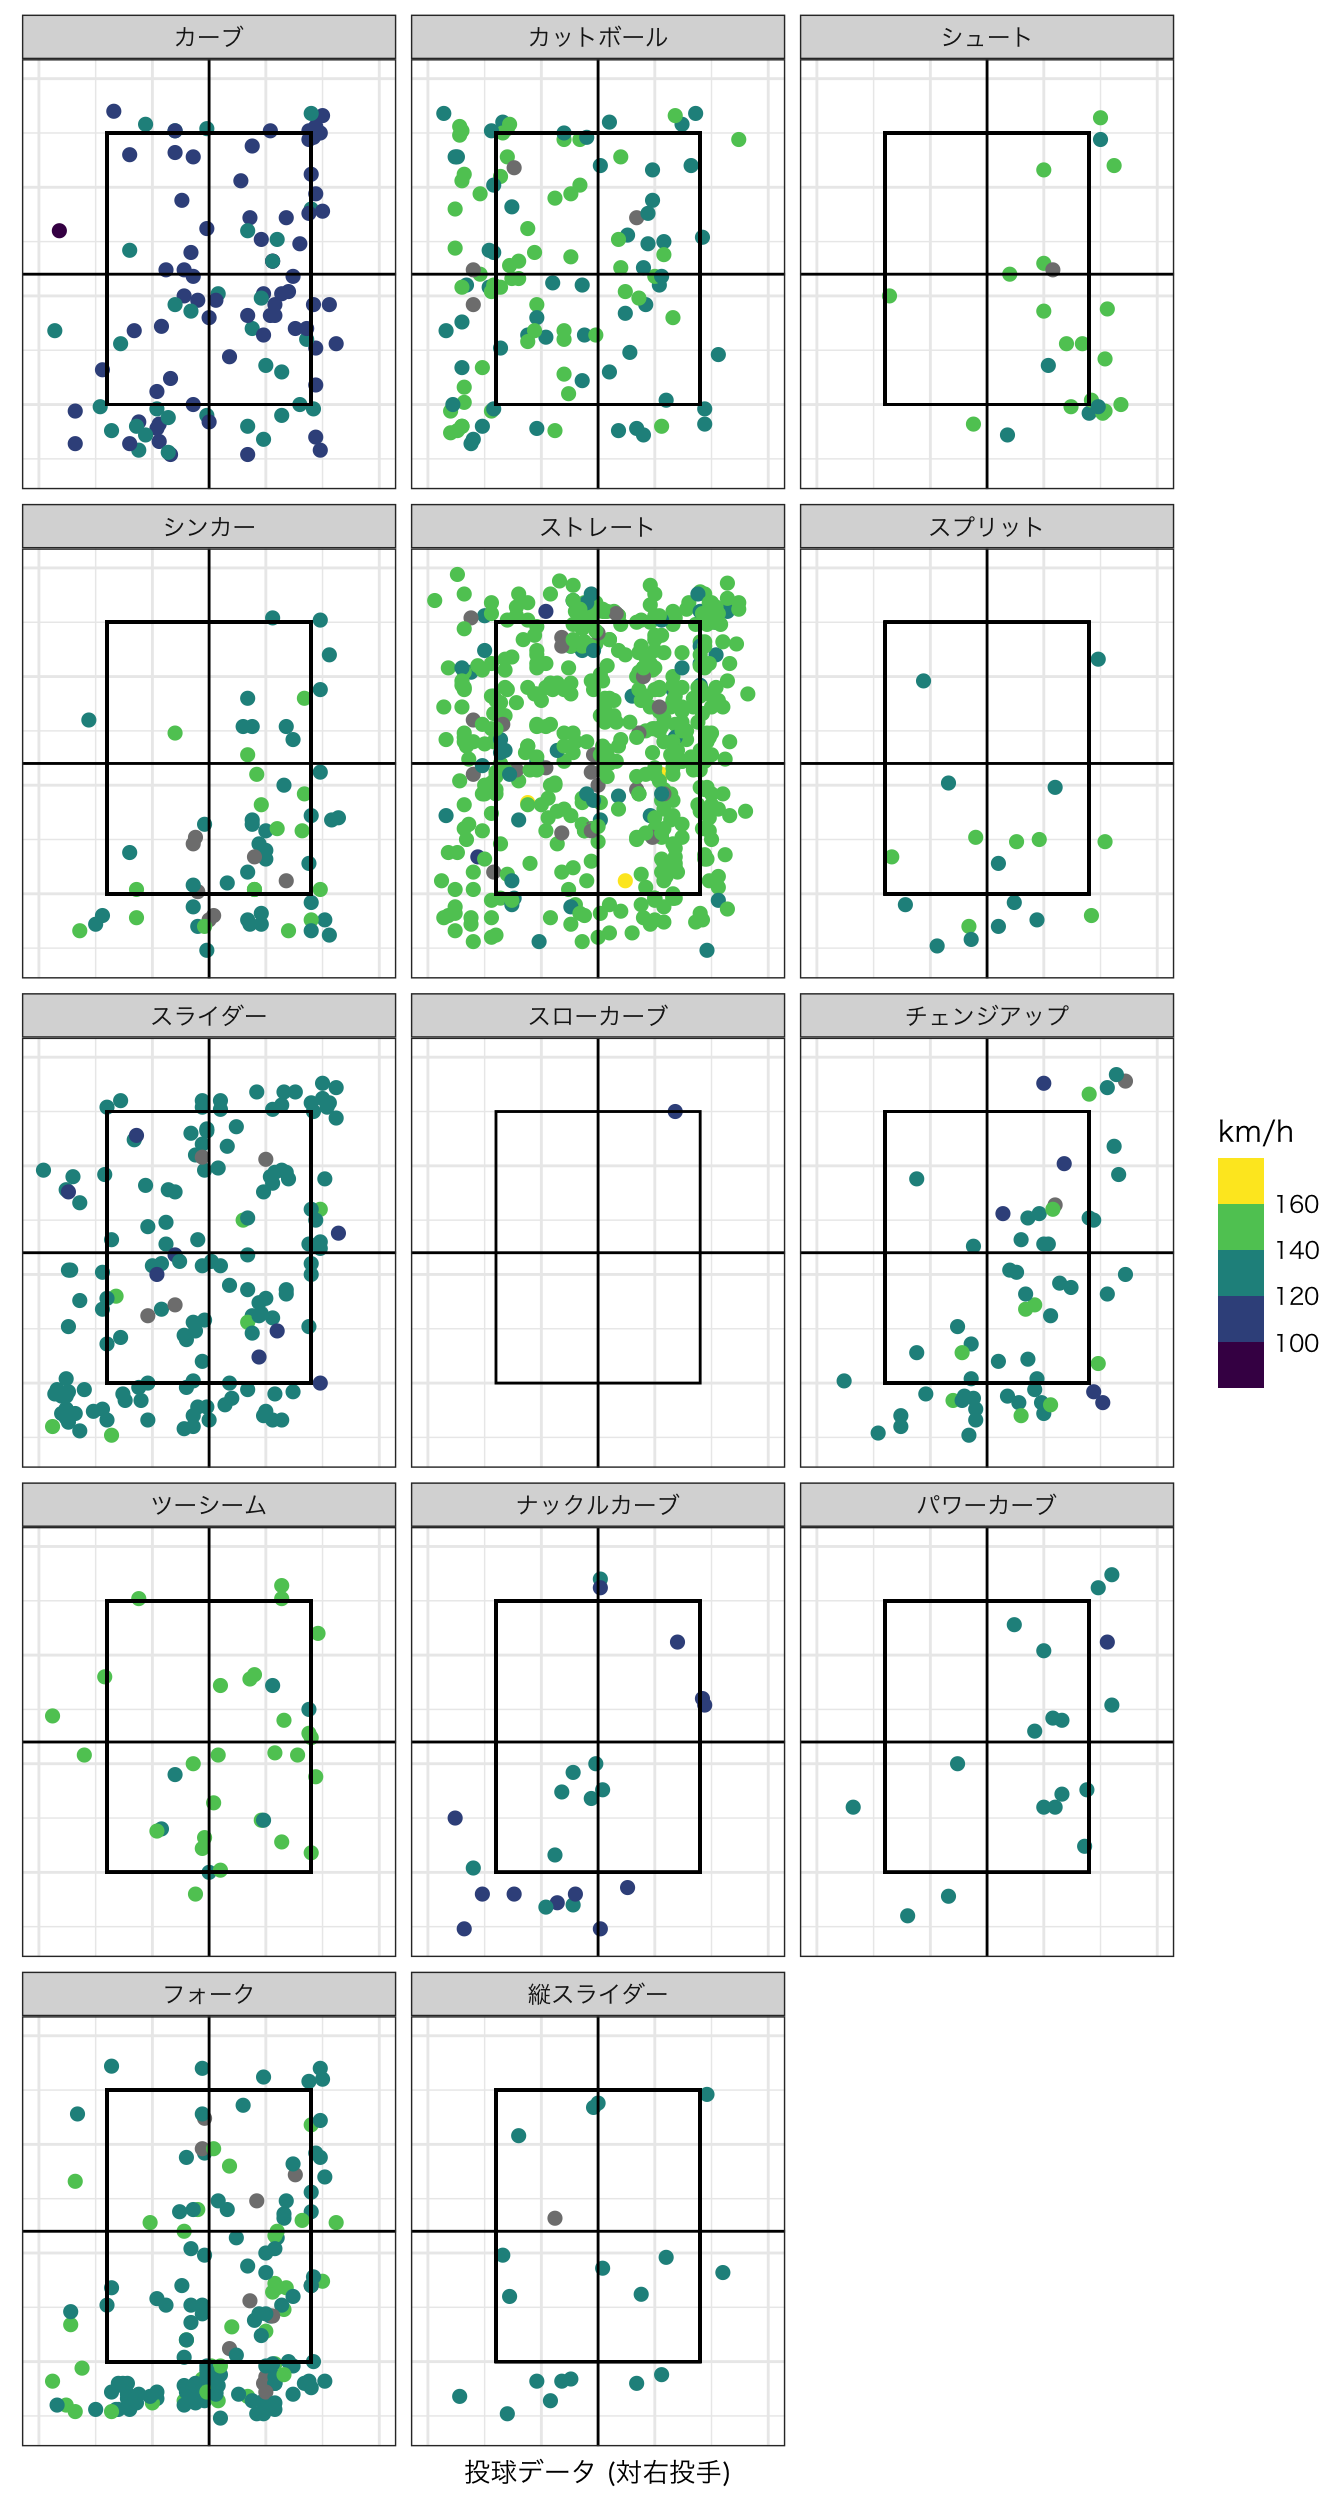 カーブ
カットボール
シュート
シンカー
ストレート
スプリット
スライダー
スローカーブ
チェンジアップ
km/h
160
140
120
100
ツーシーム
ナックルカーブ
パワーカーブ
フォーク
縦スライダー
投球データ (対右投手)